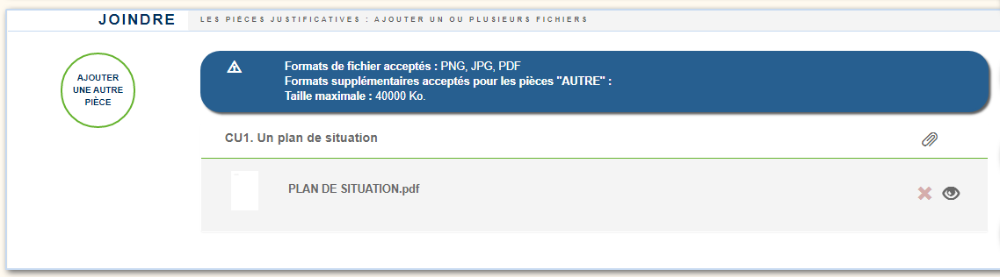 JOINDRE
LES PIÈCES JUSTIFICATIVES : AJOUTER UN OU PLUSIEURS FICHIERS
AJOUTER
UNE AUTRE
PIÈCE
Formats de fichier acceptés : PNG, JPG, PDF
Formats supplémentaires acceptés pour les pièces "AUTRE" :
Taille maximale : 40000 Ko.
CU1. Un plan de situation
PLAN DE SITUATION.pdf